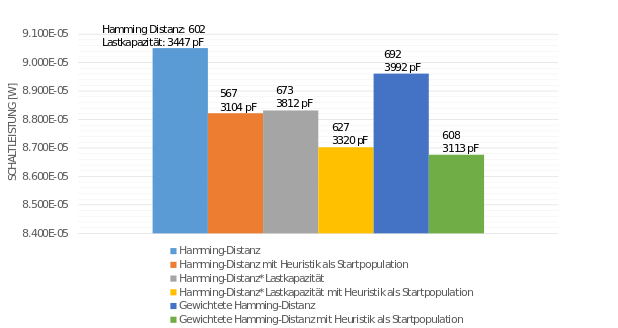 Hamming Distanz: 602
Lastkapazität: 3447 pF
9.100E-05
9.000E-05
8.900E-05
8.800E-05
8.700E-05
8.600E-05
8.500E-05
8.400E-05
SCHALTLEISTUNG [W]
567
3104 pF
673
3812 pF
627
3320 pF
692
3992 pF
608
3113 pF
Hamming-Distanz
Hamming-Distanz mit Heuristik als Startpopulation
Hamming-Distanz*Lastkapazität
Hamming-Distanz*Lastkapazität mit Heuristik als Startpopulation
Gewichtete Hamming-Distanz
Gewichtete Hamming-Distanz mit Heuristik als Startpopulation